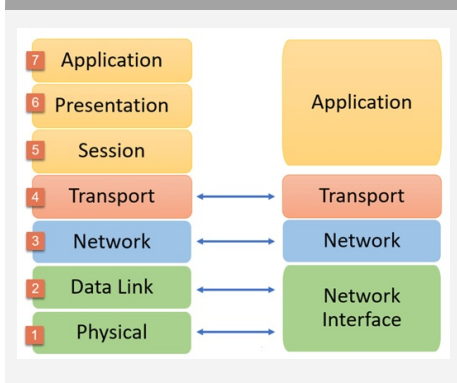 7 Application
6 Presentation
5 Session
4 Transport
3 Network
2 Data Link
1 Physical
Application
Transport
Network
Network
Interface